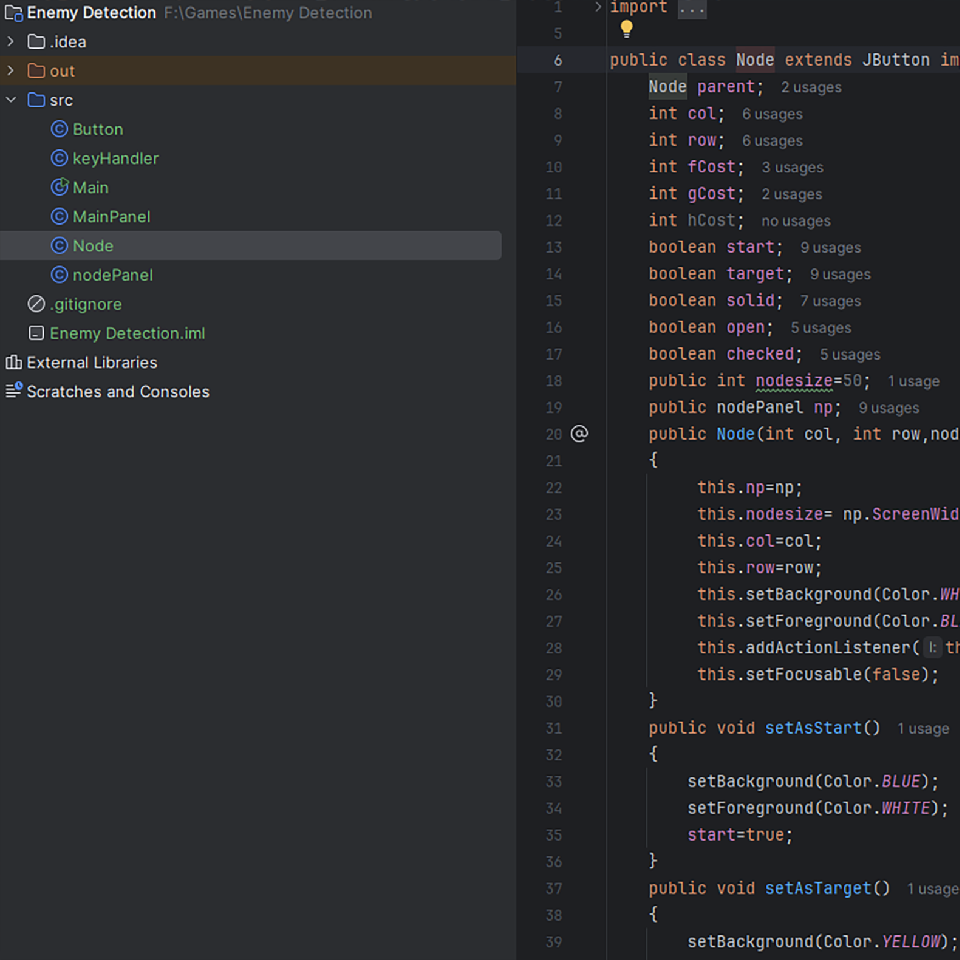 Enemy Detection F:\Games\Enemy Detection
.idea
out
src
Button
keyHandler
Main
MainPanel
Node
nodePanel
.gitignore
Enemy Detection.iml
External Libraries
Scratches and Consoles
1 import ...
5
6 public class Node extends JButton im
7 Node parent; 2 usages
8 int col; 6 usages
9 int row; 6 usages
10 int fCost; 3 usages
11 int gCost; 2 usages
12 int hCost; no usages
13 boolean start; 9 usages
14 boolean target; 9 usages
15 boolean solid; 7 usages
16 boolean open; 5 usages
17 boolean checked; 5 usages
18 public int nodesize=50; 1 usage
19 public nodePanel np; 9 usages
20 @ public Node(int col, int row,nod
21 {
22 this.np=np;
23 this.nodesize= np.ScreenWid
24 this.col=col;
25 this.row=row;
26 this.setBackground(Color.WH
27 this.setForeground(Color.BL
28 this.addActionListener( l: th
29 this.setFocusable(false);
30 }
31 public void setAsStart() 1 usage
32 {
33 setBackground(Color.BLUE);
34 setForeground(Color.WHITE);
35 start=true;
36 }
37 public void setAsTarget() 1 usage
38 {
39 setBackground(Color.YELLOW);